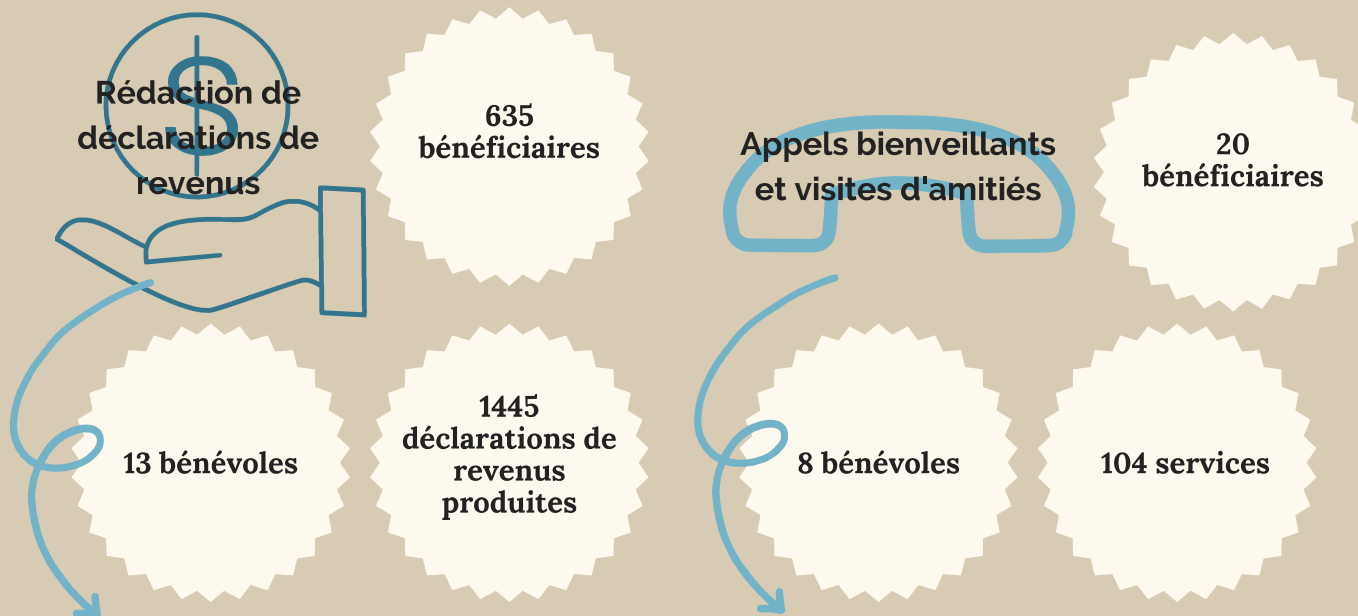 Rédaction de
déclarations de
revenus
635
bénéficiaires
13 bénévoles
1445
déclarations de
revenus
produites
Appels bienveillants
et visites d'amitiés
20
bénéficiaires
8 bénévoles
104 services